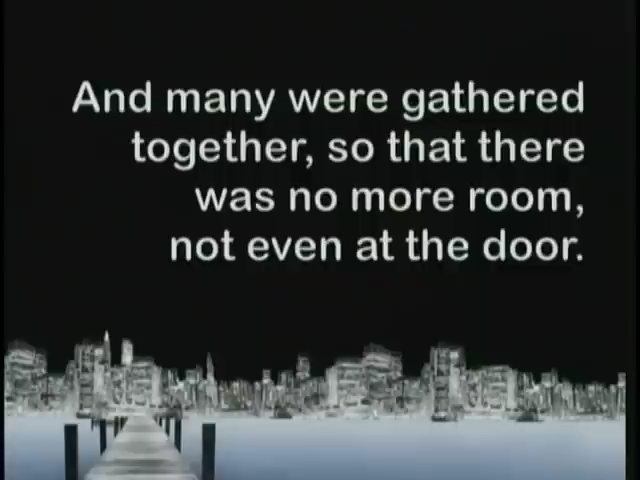 And many were gathered
together, so that there
was no more room,
not even at the door.